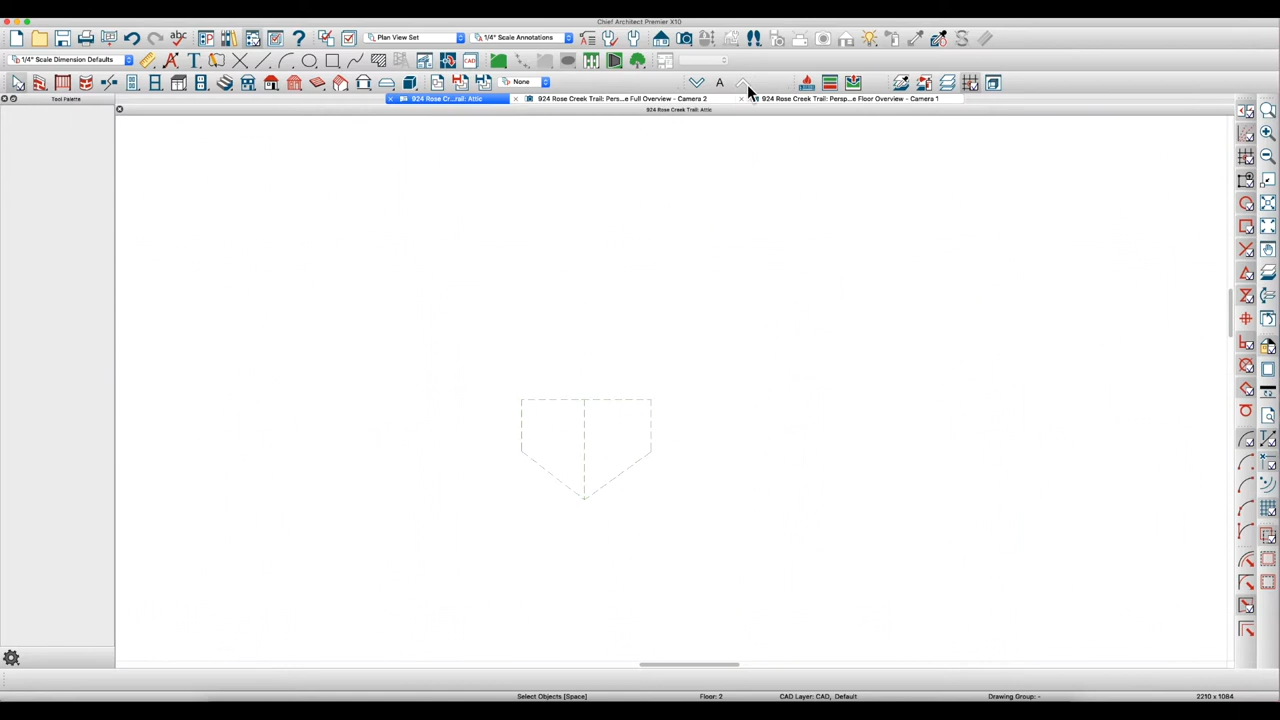 Chief Architect Premier X10
Plan View Set
1/4" Scale Annotations
1/4" Scale Dimension Defaults
CAD
None
A
Tool Palette
924 Rose Cr...rail: Attic
924 Rose Creek Trail: Pers...e Full Overview - Camera 2
924 Rose Creek Trail: Persp...e Floor Overview - Camera 1
924 Rose Creek Trail: Attic
Select Objects [Space]
Floor: 2
CAD Layer: CAD, Default
Drawing Group: -
2210 x 1084